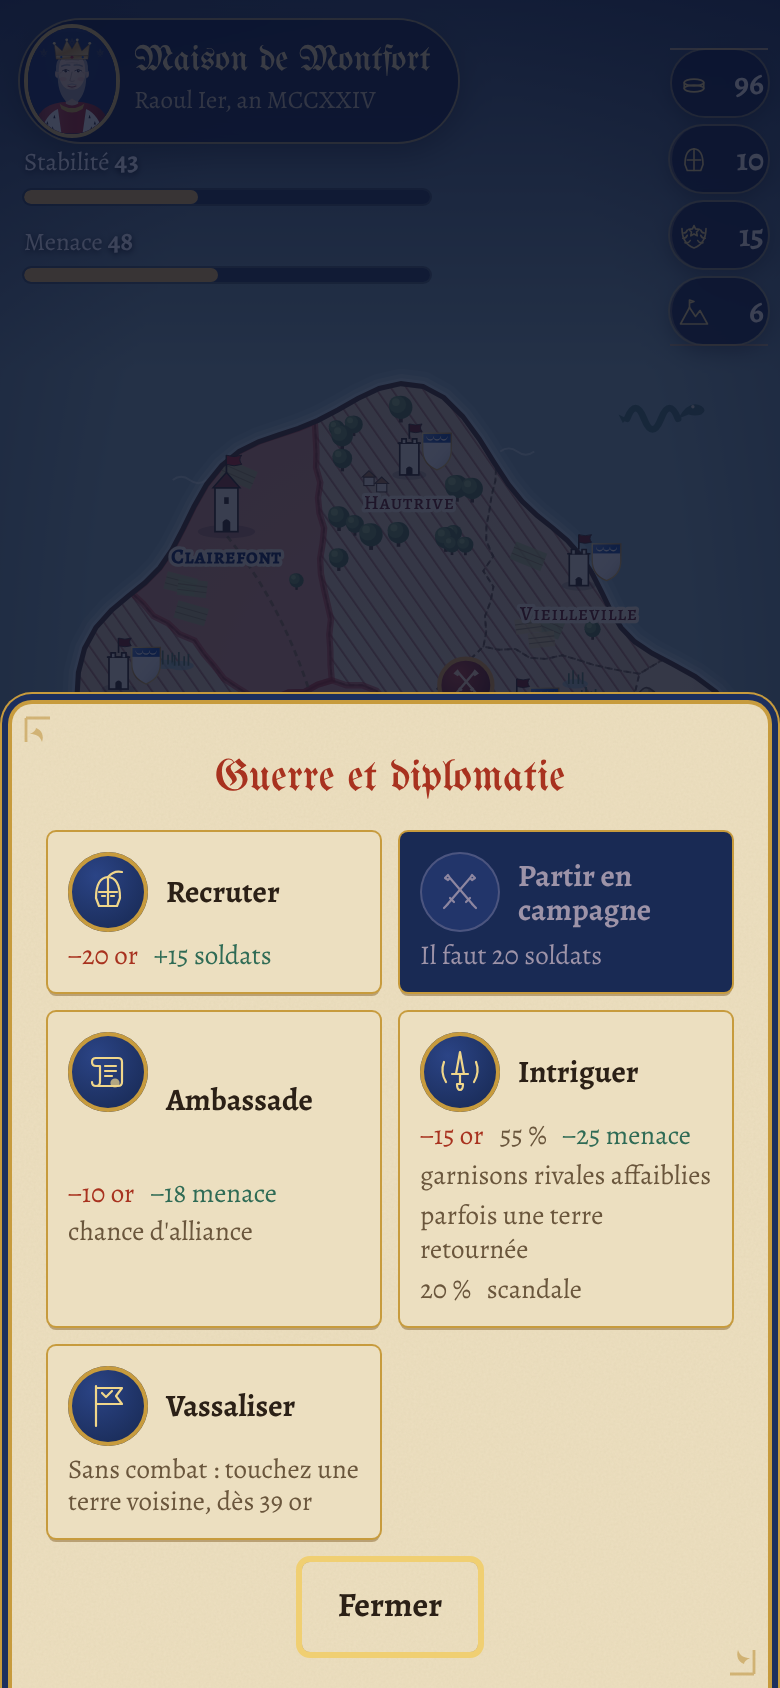 Maison de Montfort
Raoul Ier, an MCCXXIV
96
Stabilité 43
10
Menace 48
15
6
Hautrive
Clairefont
Vieilleville
Guerre et diplomatie
Recruter
–20 or +15 soldats
Partir en
campagne
Il faut 20 soldats
Ambassade
–10 or –18 menace
chance d'alliance
Intriguer
–15 or 55 % –25 menace
garnisons rivales affaiblies
parfois une terre
retournée
20 % scandale
Vassaliser
Sans combat : touchez une
terre voisine, dès 39 or
Fermer